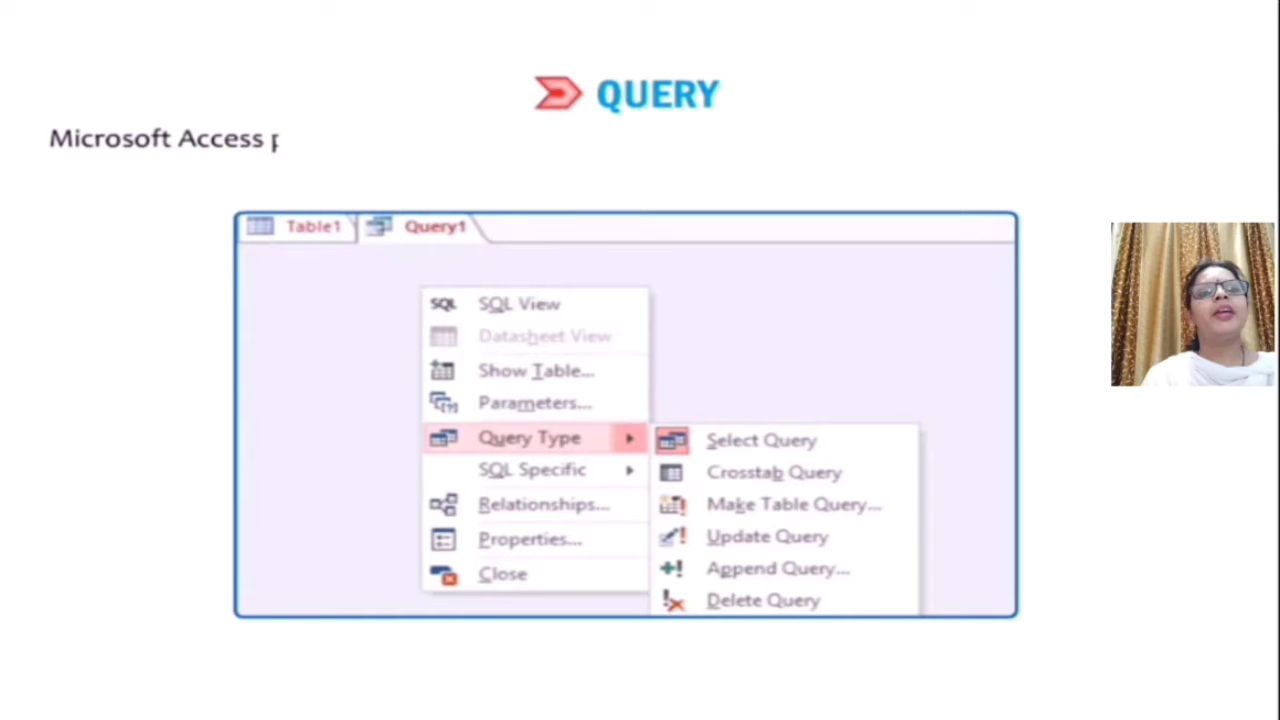 QUERY
Microsoft Access p
Table1
Query1
SQL SQL View
Datasheet View
Show Table...
Parameters...
Query Type
Select Query
Crosstab Query
SQL Specific
Make Table Query...
Relationships...
Update Query
Properties...
Append Query...
Close
Delete Query